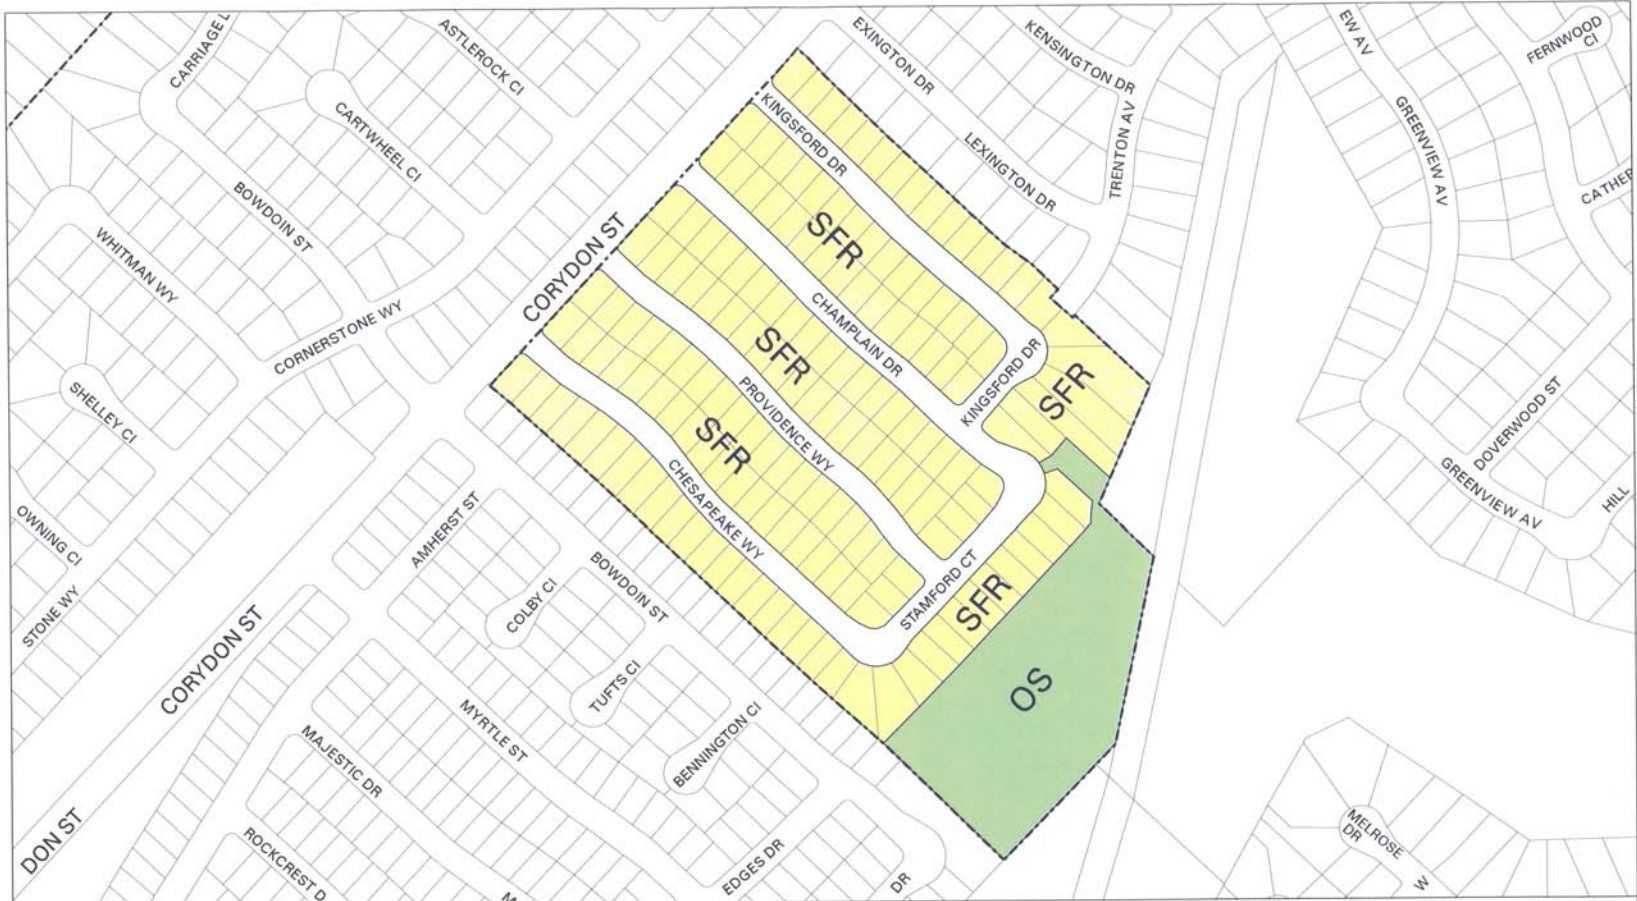 CARRIAGE L
ASTLEROCK CI
EXINGTON DR
KENSINGTON DR
EW AV
FERNWOOD
CI
CARTWHEEL CI
KINGSFORD DR
LEXINGTON DR
TRENTON AV
GREENVIEW AV
CATHER
BOWDOIN ST
SFR
WHITMAN WY
CORYDON ST
CORNERSTONE WY
CHAMPLAIN DR
SFR
KINGSFORD DR
SFR
SHELLEY CI
PROVIDENCE WY
SFR
DOVERWOOD ST
GREENVIEW AV
HILL
CHESAPEAKE WY
OWNING CI
AMHERST ST
STONE WY
COLBY CI
BOWDOIN ST
STAMFORD CT
SFR
CORYDON ST
TUFTS CI
OS
MYRTLE ST
BENNINGTON CI
MAJESTIC DR
MELROSE
DR
DON ST
ROCKCREST D
EDGES DR
DR
M
W